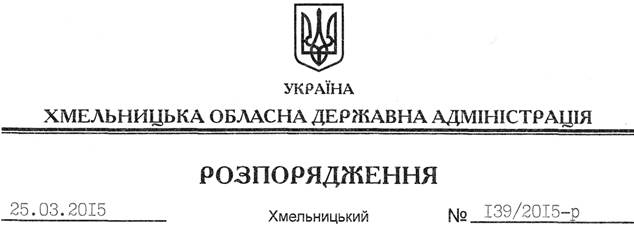 УКРАЇНА
ХМЕЛЬНИЦЬКА ОБЛАСНА ДЕРЖАВНА АДМІНІСТРАЦІЯ
РОЗПОРЯДЖЕННЯ
25.03.2015 Хмельницький № 139/2015-р